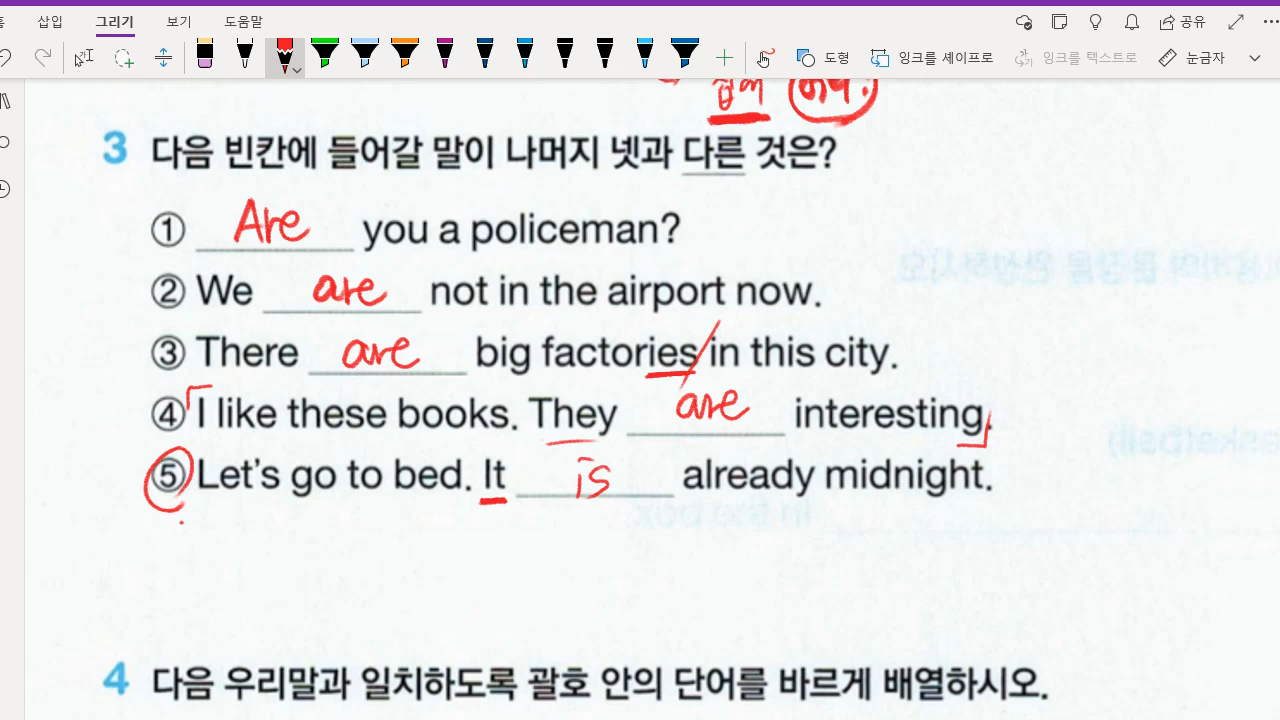 삽입 그리기 보기 도움말 공유
도형 잉크를 셰이프로 잉크를 텍스트로 눈금자
3 다음 빈칸에 들어갈 말이 나머지 넷과 다른 것은?
① Are you a policeman?
② We are not in the airport now.
③ There are big factories in this city.
④ I like these books. They are interesting.
⑤ Let's go to bed. It is already midnight.
4 다음 우리말과 일치하도록 괄호 안의 단어를 바르게 배열하시오.